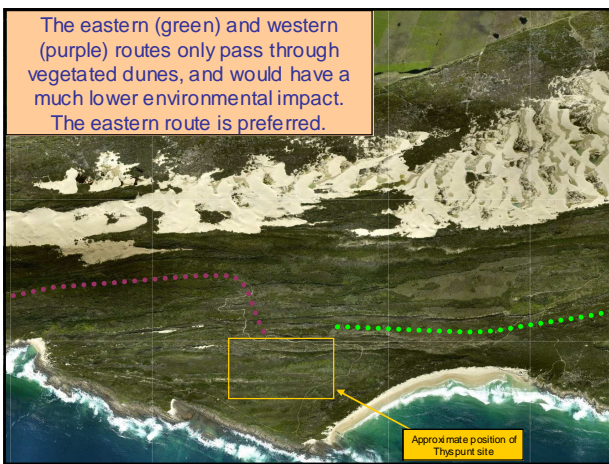 The eastern (green) and western
(purple) routes only pass through
vegetated dunes, and would have a
much lower environmental impact.
The eastern route is preferred.
Approximate position of
Thyspunt site